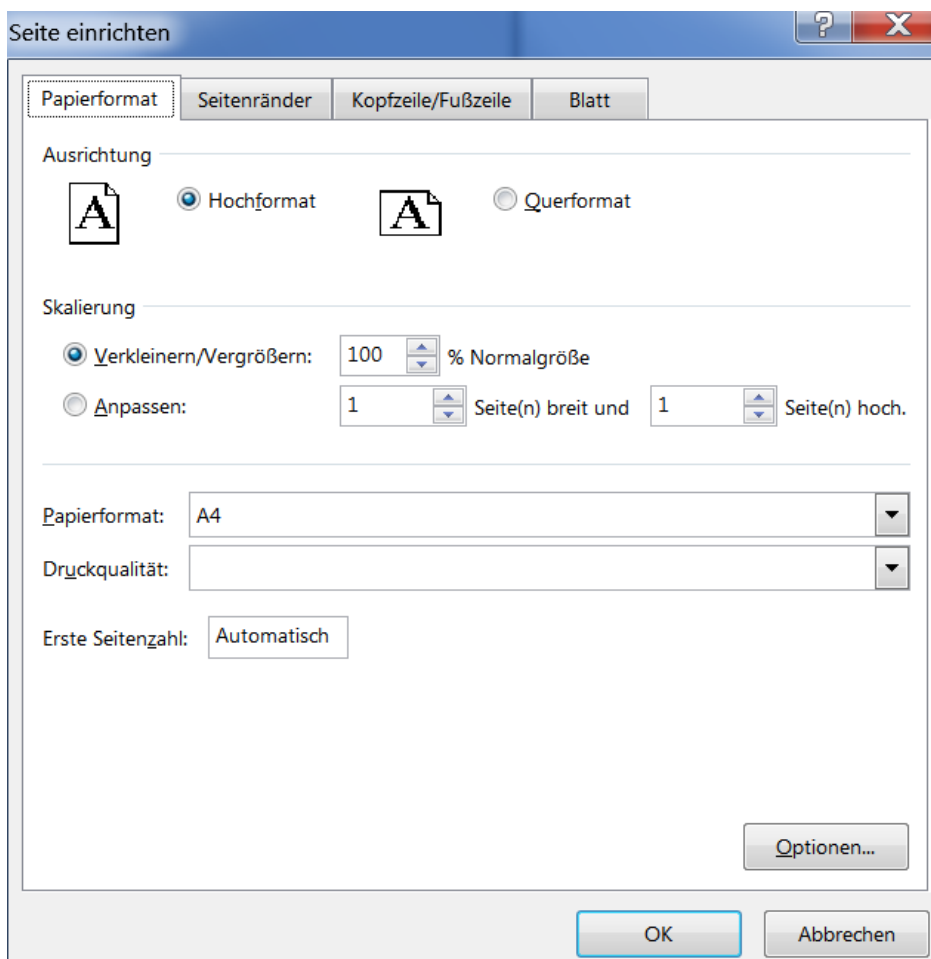 Seite einrichten
Papierformat Seitenränder Kopfzeile/Fußzeile Blatt
Ausrichtung
A Hochformat A Querformat
Skalierung
Verkleinern/Vergrößern: 100 % Normalgröße
Anpassen: 1 Seite(n) breit und 1 Seite(n) hoch.
Papierformat: A4
Druckqualität:
Erste Seitenzahl: Automatisch
Optionen...
OK Abbrechen